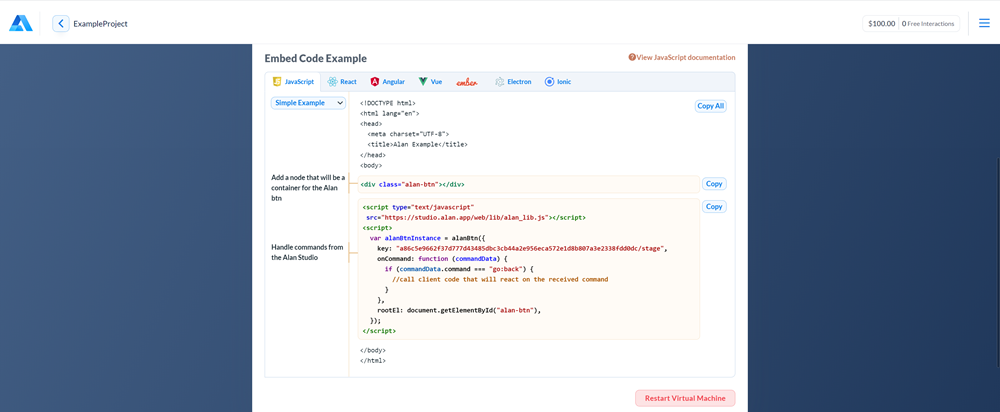 ExampleProject
$100.00 0 Free Interactions
Embed Code Example
View JavaScript documentation
JavaScript React Angular Vue ember Electron Ionic
Simple Example
Copy All
<!DOCTYPE html>
<html lang="en">
<head>
<meta charset="UTF-8">
<title>Alan Example</title>
</head>
<body>
Add a node that will be a
container for the Alan
btn
<div class="alan-btn"></div>
Copy
Handle commands from
the Alan Studio
<script type="text/javascript"
src="https://studio.alan.app/web/lib/alan_lib.js"></script>
<script>
var alanBtnInstance = alanBtn({
key: "a86c5e9662f37d777d43485dbc3cb44a2e956eca572e1d8b807a3e2338fdd0dc/stage",
onCommand: function (commandData) {
if (commandData.command === "go:back") {
//call client code that will react on the received command
}
},
rootEl: document.getElementById("alan-btn"),
});
</script>
Copy
</body>
</html>
Restart Virtual Machine